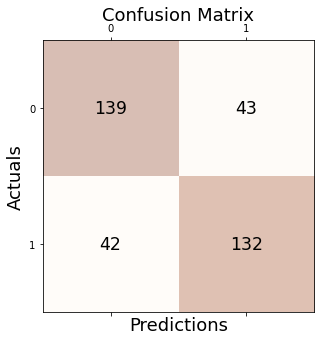 Confusion Matrix
0 1
0 139 43
1 42 132
Actuals
Predictions